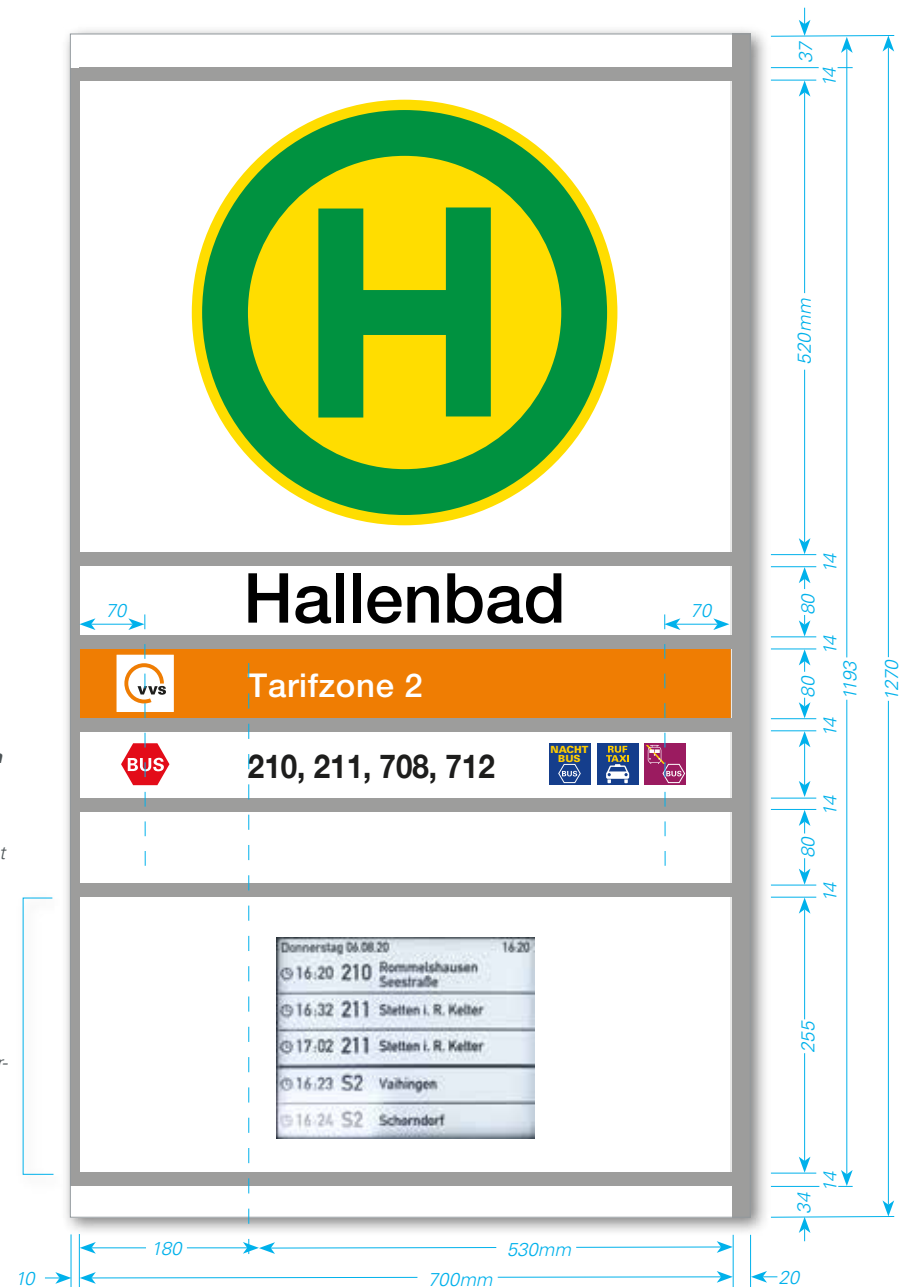 37
14
H
520mm
14
Hallenbad
70
70
80
14
vvs
Tarifzone 2
80
1193
1270
14
BUS
210, 211, 708, 712
NACHT
BUS
BUS
RUF
TAXI
BUS
14
80
t
14
Donnerstag 06.08.20 16:20
16:20 210 Rommelshausen
Seestraße
16:32 211 Stetten i. R. Kelter
17:02 211 Stetten i. R. Kelter
16:23 S2 Vaihingen
16:24 S2 Schorndorf
255
r-
14
34
180
530mm
10
700mm
20